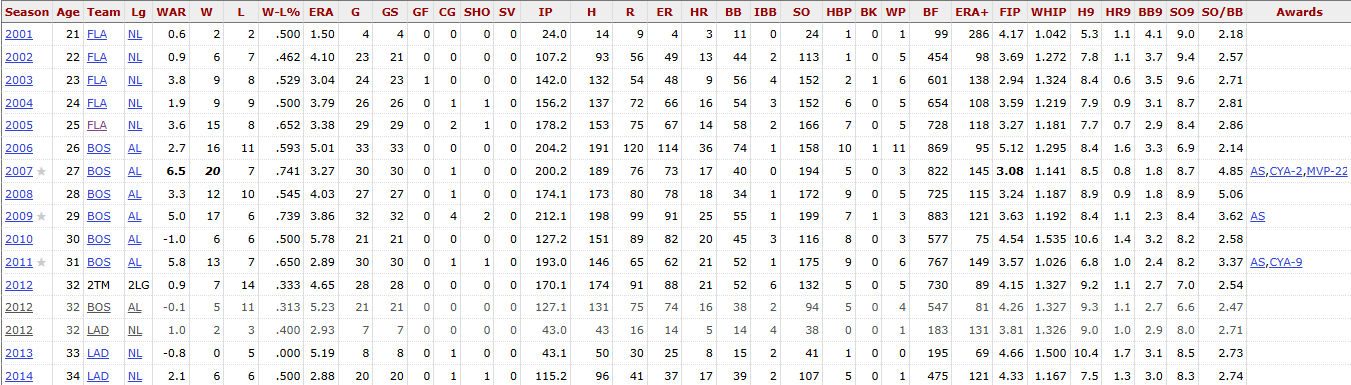 Season Age Team Lg WAR W L W-L% ERA G GS GF CG SHO SV IP H R ER HR BB IBB SO HBP BK WP BF ERA+ FIP WHIP H9 HR9 BB9 SO9 SO/BB Awards
2001 21 FLA NL 0.6 2 2 .500 1.50 4 4 0 0 0 0 24.0 14 9 4 3 11 0 24 1 0 1 99 286 4.17 1.042 5.3 1.1 4.1 9.0 2.18
2002 22 FLA NL 0.9 6 7 .462 4.10 23 21 0 0 0 0 107.2 93 56 49 13 44 2 113 1 0 5 454 98 3.69 1.272 7.8 1.1 3.7 9.4 2.57
2003 23 FLA NL 3.8 9 8 .529 3.04 24 23 1 0 0 0 142.0 132 54 48 9 56 4 152 2 1 6 601 138 2.94 1.324 8.4 0.6 3.5 9.6 2.71
2004 24 FLA NL 1.9 9 9 .500 3.79 26 26 0 1 1 0 156.2 137 72 66 16 54 3 152 6 0 5 654 108 3.59 1.219 7.9 0.9 3.1 8.7 2.81
2005 25 FLA NL 3.6 15 8 .652 3.38 29 29 0 2 1 0 178.2 153 75 67 14 58 2 166 7 0 5 728 118 3.27 1.181 7.7 0.7 2.9 8.4 2.86
2006 26 BOS AL 2.7 16 11 .593 5.01 33 33 0 0 0 0 204.2 191 120 114 36 74 1 158 10 1 11 869 95 5.12 1.295 8.4 1.6 3.3 6.9 2.14
2007 ★ 27 BOS AL 6.5 20 7 .741 3.27 30 30 0 1 0 0 200.2 189 76 73 17 40 0 194 5 0 3 822 145 3.08 1.141 8.5 0.8 1.8 8.7 4.85 AS,CYA-2,MVP-22
2008 28 BOS AL 3.3 12 10 .545 4.03 27 27 0 1 0 0 174.1 173 80 78 18 34 1 172 5 0 2 725 115 3.24 1.187 8.9 0.9 1.8 8.9 5.06
2009 ★ 29 BOS AL 5.0 17 6 .739 3.86 32 32 0 4 2 0 212.1 198 99 91 25 55 1 199 7 1 3 883 121 3.63 1.192 8.4 1.1 2.3 8.4 3.62 AS
2010 30 BOS AL -1.0 6 6 .500 5.78 21 21 0 0 0 0 127.2 151 89 82 20 45 3 116 8 0 3 577 75 4.54 1.535 10.6 1.4 3.2 8.2 2.58
2011 ★ 31 BOS AL 5.8 13 7 .650 2.89 30 30 0 1 1 0 193.0 146 65 62 21 52 1 175 9 0 6 767 149 3.57 1.026 6.8 1.0 2.4 8.2 3.37 AS,CYA-9
2012 32 2TM 2LG 0.9 7 14 .333 4.65 28 28 0 1 0 0 170.1 174 91 88 21 52 6 132 5 0 5 730 89 4.15 1.327 9.2 1.1 2.7 7.0 2.54
2012 32 BOS AL -0.1 5 11 .313 5.23 21 21 0 1 0 0 127.1 131 75 74 16 38 2 94 5 0 4 547 81 4.26 1.327 9.3 1.1 2.7 6.6 2.47
2012 32 LAD NL 1.0 2 3 .400 2.93 7 7 0 0 0 0 43.0 43 16 14 5 14 4 38 0 0 1 183 131 3.81 1.326 9.0 1.0 2.9 8.0 2.71
2013 33 LAD NL -0.8 0 5 .000 5.19 8 8 0 1 0 0 43.1 50 30 25 8 15 2 41 1 0 0 195 69 4.66 1.500 10.4 1.7 3.1 8.5 2.73
2014 34 LAD NL 2.1 6 6 .500 2.88 20 20 0 1 1 0 115.2 96 41 37 17 39 2 107 5 0 1 475 121 4.33 1.167 7.5 1.3 3.0 8.3 2.74